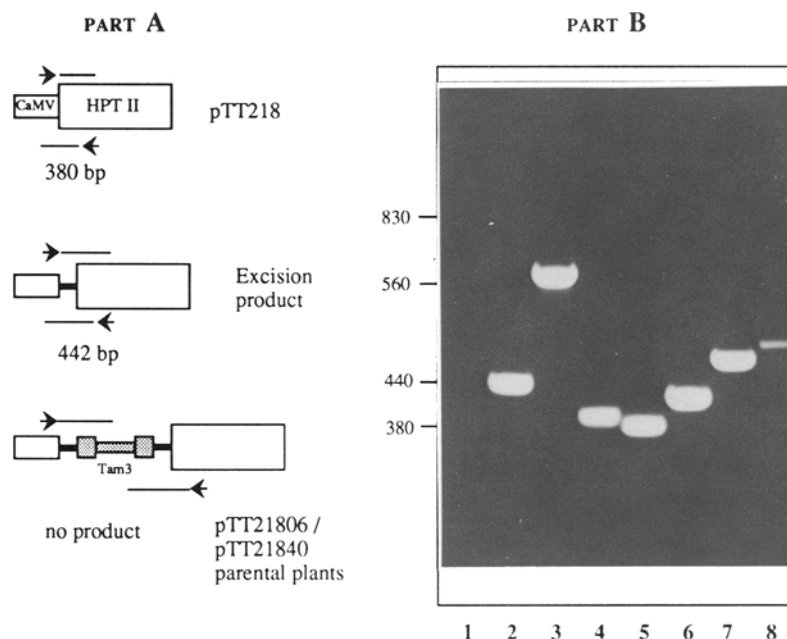 PART A
CaMV
HPT II
pTT218
380 bp
Excision
product
442 bp
Tam3
no product
pTT21806 /
pTT21840
parental plants
PART B
830
560
440
380
1 2 3 4 5 6 7 8